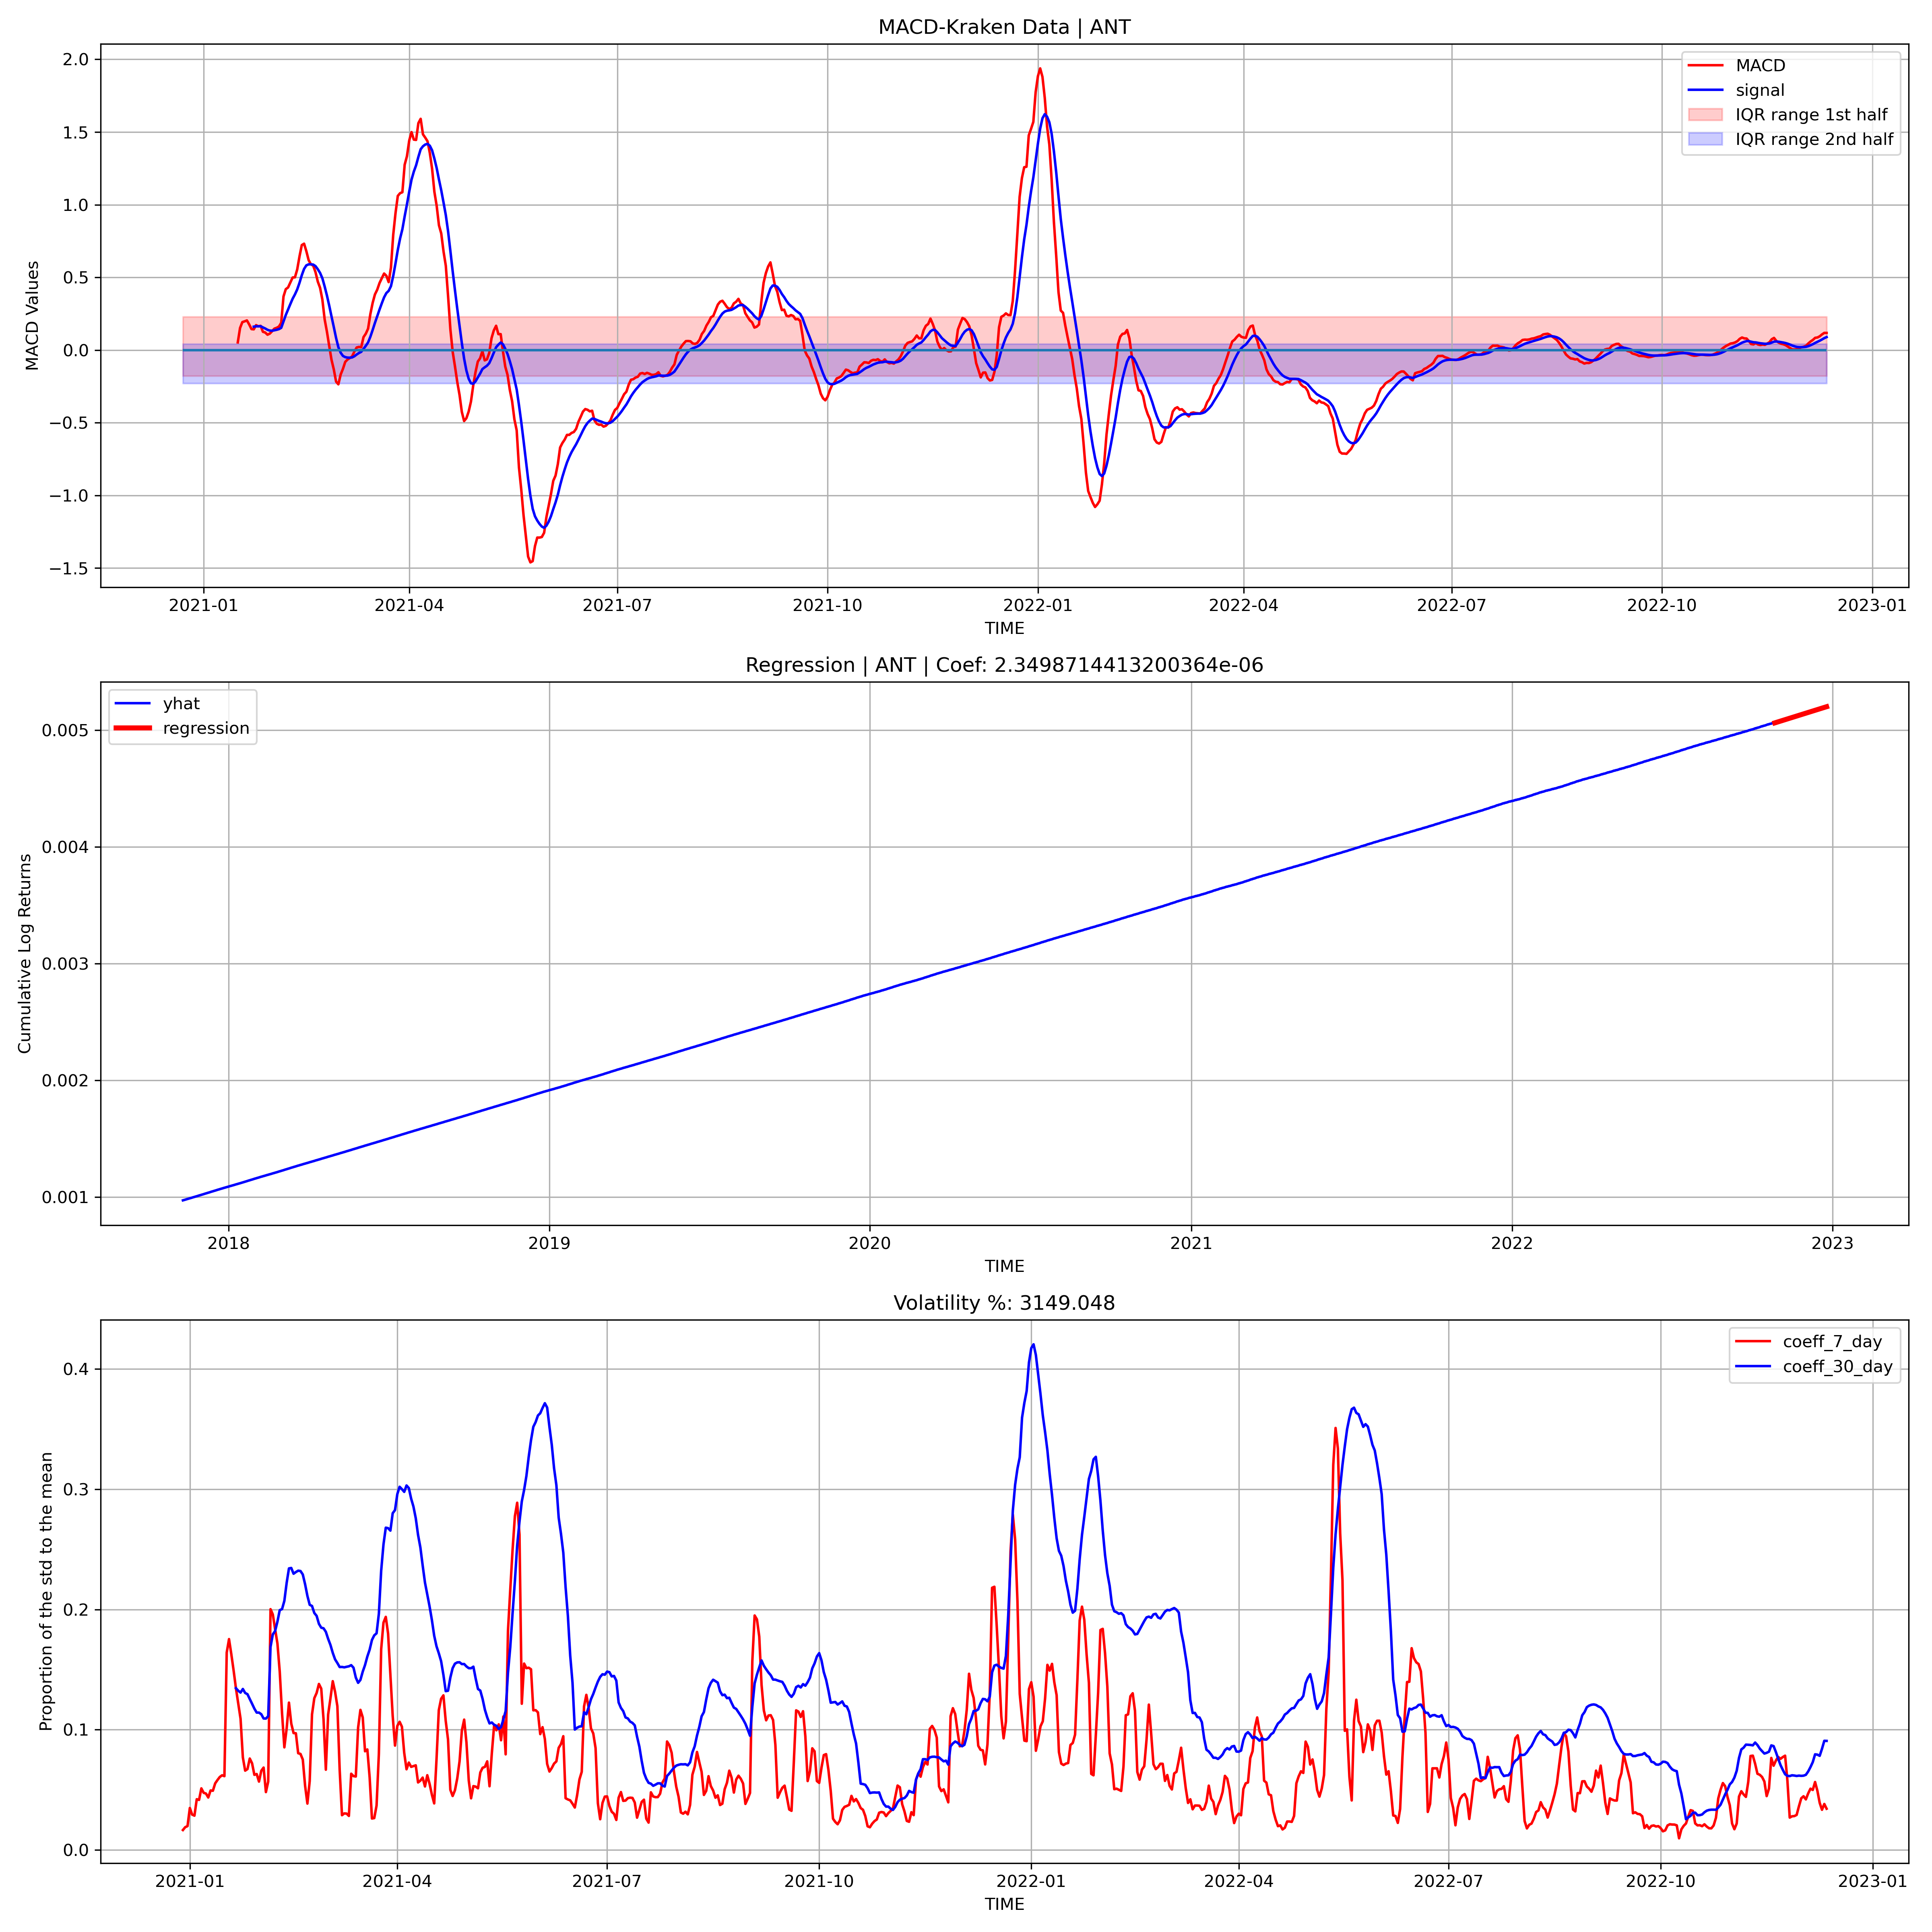 MACD-Kraken Data | ANT
MACD
signal
IQR range 1st half
IQR range 2nd half
MACD Values
2.0
1.5
1.0
0.5
0.0
−0.5
−1.0
−1.5
2021-01 2021-04 2021-07 2021-10 2022-01 2022-04 2022-07 2022-10 2023-01
TIME
Regression | ANT | Coef: 2.3498714413200364e-06
yhat
regression
Cumulative Log Returns
0.005
0.004
0.003
0.002
0.001
2018 2019 2020 2021 2022 2023
TIME
Volatility %: 3149.048
coeff_7_day
coeff_30_day
Proportion of the std to the mean
0.4
0.3
0.2
0.1
0.0
2021-01 2021-04 2021-07 2021-10 2022-01 2022-04 2022-07 2022-10 2023-01
TIME